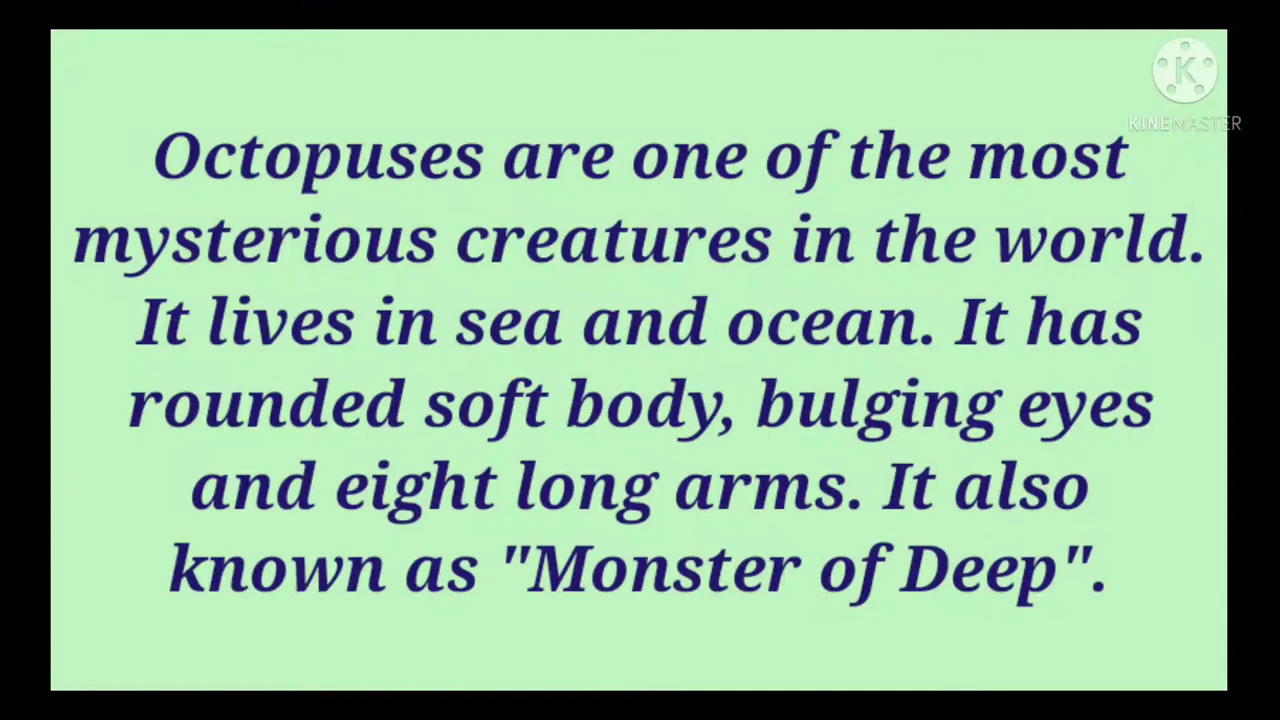 K
KINEMASTER
Octopuses are one of the most
mysterious creatures in the world.
It lives in sea and ocean. It has
rounded soft body, bulging eyes
and eight long arms. It also
known as "Monster of Deep".